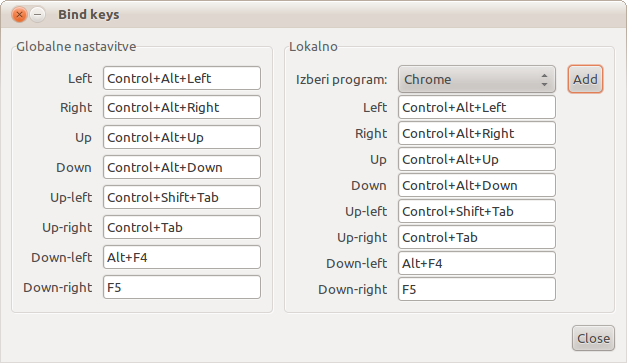 Bind keys
Globalne nastavitve
Left Control+Alt+Left
Right Control+Alt+Right
Up Control+Alt+Up
Down Control+Alt+Down
Up-left Control+Shift+Tab
Up-right Control+Tab
Down-left Alt+F4
Down-right F5
Lokalno
Izberi program: Chrome Add
Left Control+Alt+Left
Right Control+Alt+Right
Up Control+Alt+Up
Down Control+Alt+Down
Up-left Control+Shift+Tab
Up-right Control+Tab
Down-left Alt+F4
Down-right F5
Close